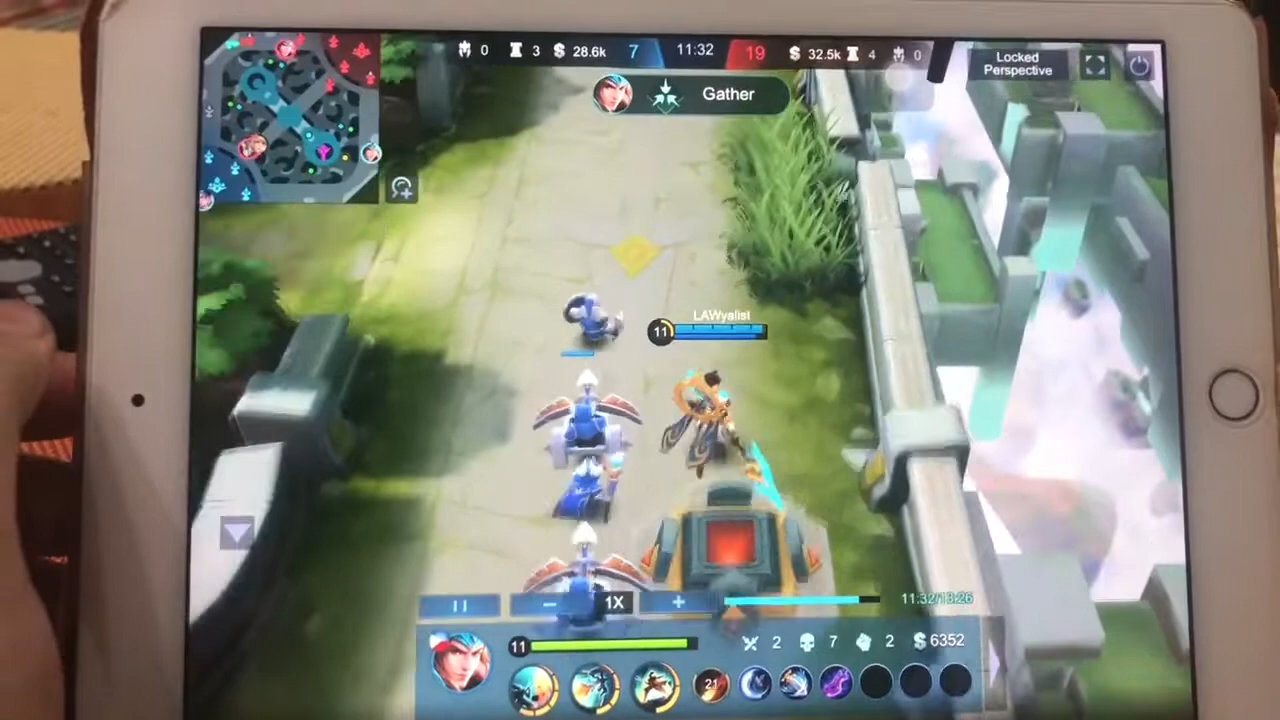 0 3 $ 28.6k 7 11:32 19 $ 32.5k 4 0
Locked
Perspective
Gather
11 LAWyalist
1X
11:32/13:26
11 2 7 2 $6352
21